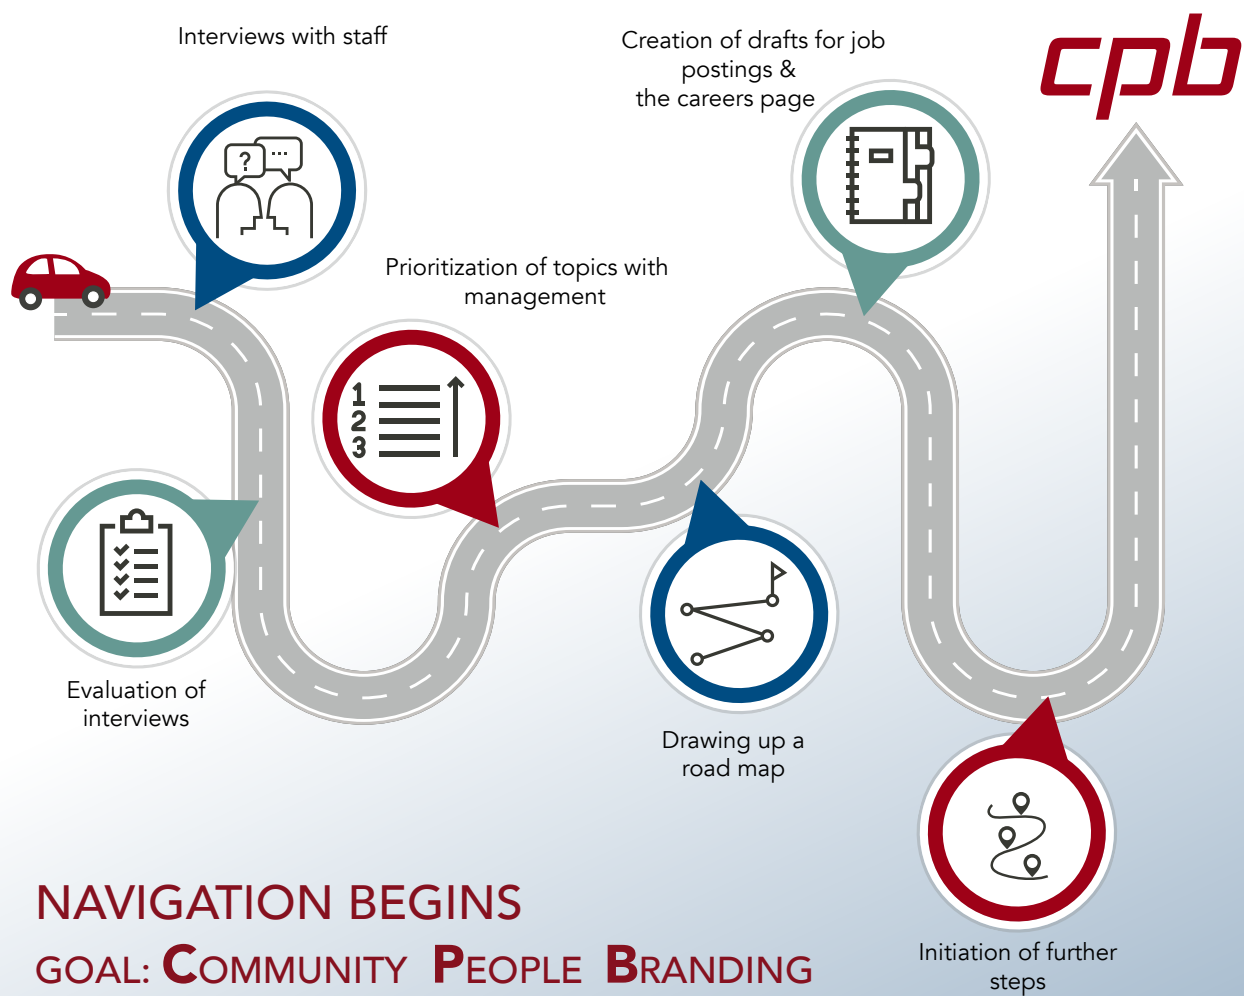 Interviews with staff
Creation of drafts for job
postings &
the careers page
cpb
?
...
Prioritization of topics with
management
1
2
3
Evaluation of
interviews
Drawing up a
road map
Initiation of further
steps
NAVIGATION BEGINS
GOAL: COMMUNITY PEOPLE BRANDING